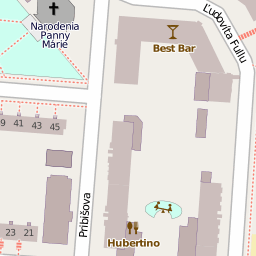 Narodenia
Panny
Márie
Ľudovíta Fullu
Best Bar
9 41 43 45
Pribišova
23 21
Hubertino